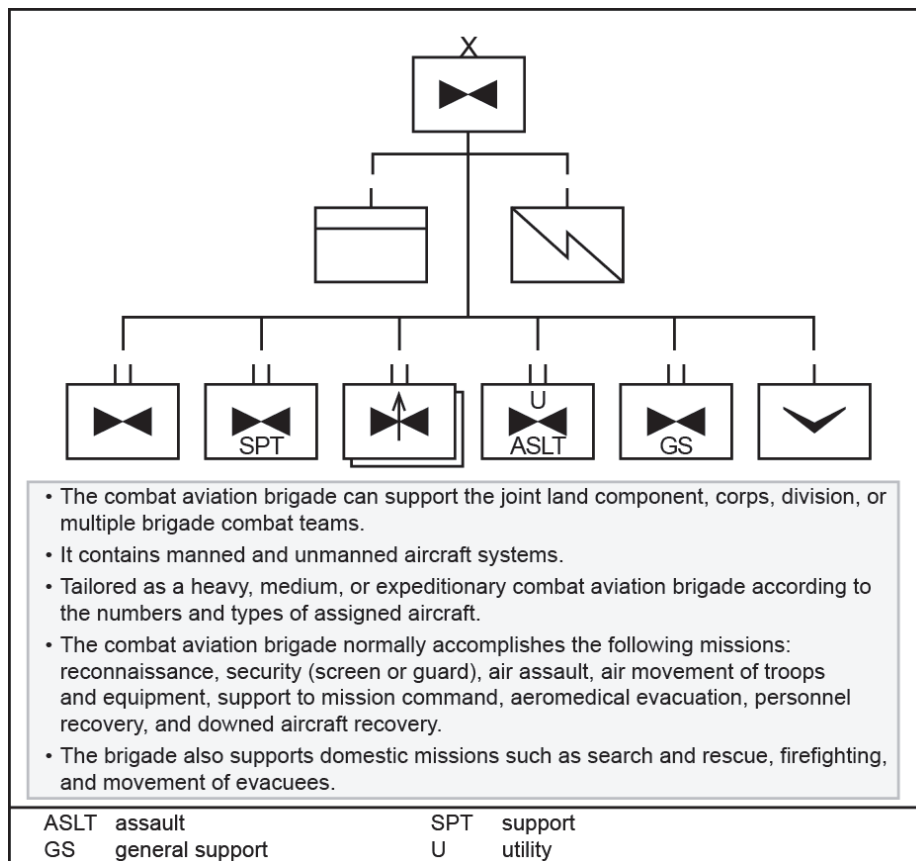 X
SPT
U
ASLT
GS
• The combat aviation brigade can support the joint land component, corps, division, or
multiple brigade combat teams.
• It contains manned and unmanned aircraft systems.
• Tailored as a heavy, medium, or expeditionary combat aviation brigade according to
the numbers and types of assigned aircraft.
• The combat aviation brigade normally accomplishes the following missions:
reconnaissance, security (screen or guard), air assault, air movement of troops
and equipment, support to mission command, aeromedical evacuation, personnel
recovery, and downed aircraft recovery.
• The brigade also supports domestic missions such as search and rescue, firefighting,
and movement of evacuees.
ASLT assault SPT support
GS general support U utility